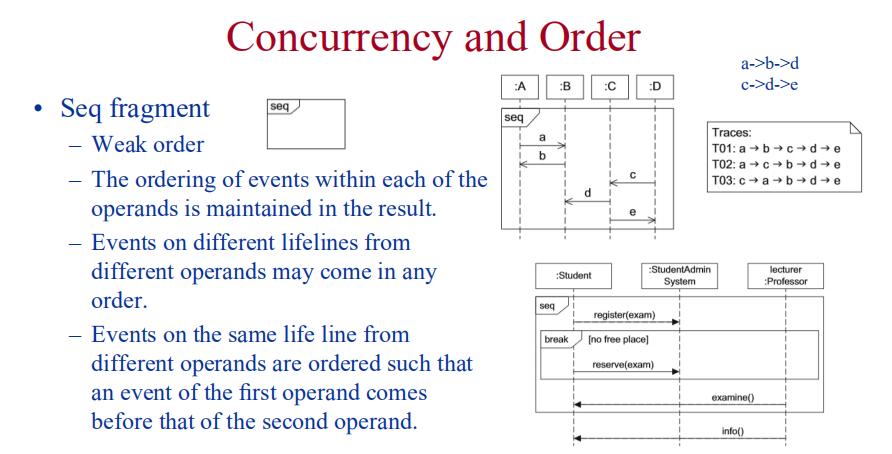 Concurrency and Order
• Seq fragment
seq
– Weak order
– The ordering of events within each of the
operands is maintained in the result.
– Events on different lifelines from
different operands may come in any
order.
– Events on the same life line from
different operands are ordered such that
an event of the first operand comes
before that of the second operand.
:A :B :C :D
seq
a
b
c
d
e
a->b->d
c->d->e
Traces:
T01: a → b → c → d → e
T02: a → c → b → d → e
T03: c → a → b → d → e
:Student
:StudentAdmin
System
lecturer
:Professor
seq
register(exam)
break [no free place]
reserve(exam)
examine()
info()